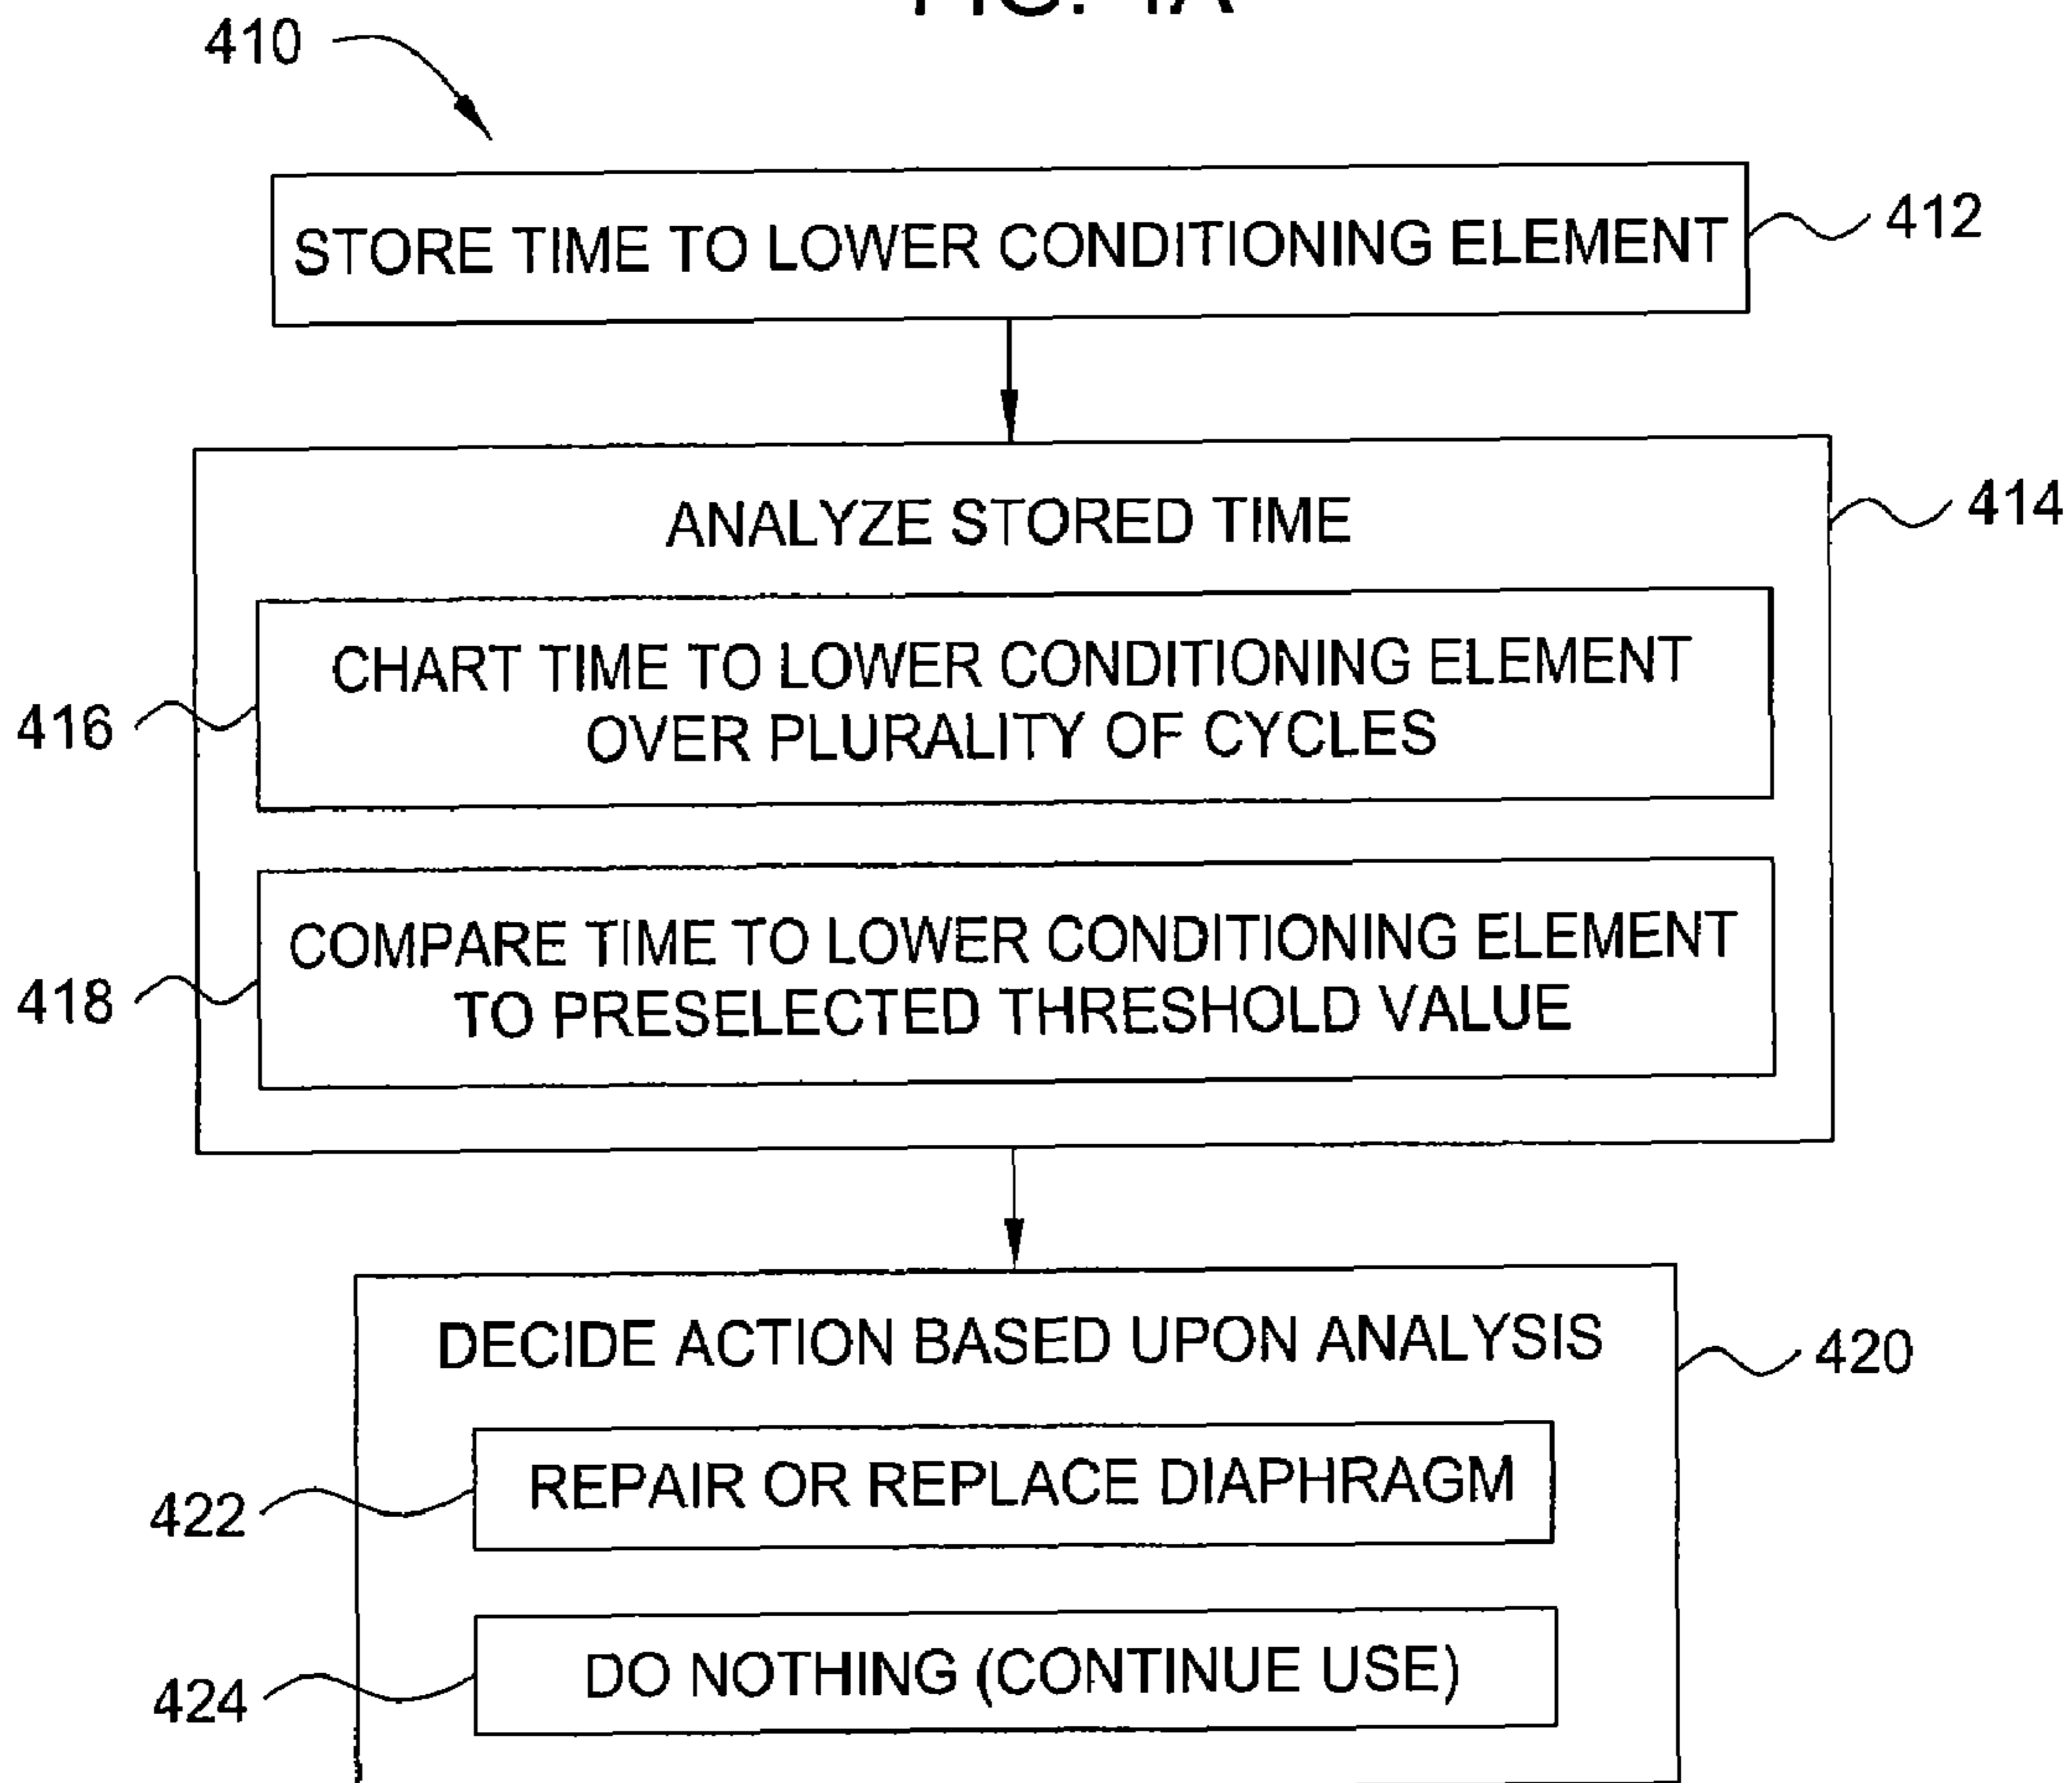 FIG. 4A
410
STORE TIME TO LOWER CONDITIONING ELEMENT
412
ANALYZE STORED TIME
414
CHART TIME TO LOWER CONDITIONING ELEMENT
OVER PLURALITY OF CYCLES
416
COMPARE TIME TO LOWER CONDITIONING ELEMENT
TO PRESELECTED THRESHOLD VALUE
418
DECIDE ACTION BASED UPON ANALYSIS
420
REPAIR OR REPLACE DIAPHRAGM
422
DO NOTHING (CONTINUE USE)
424